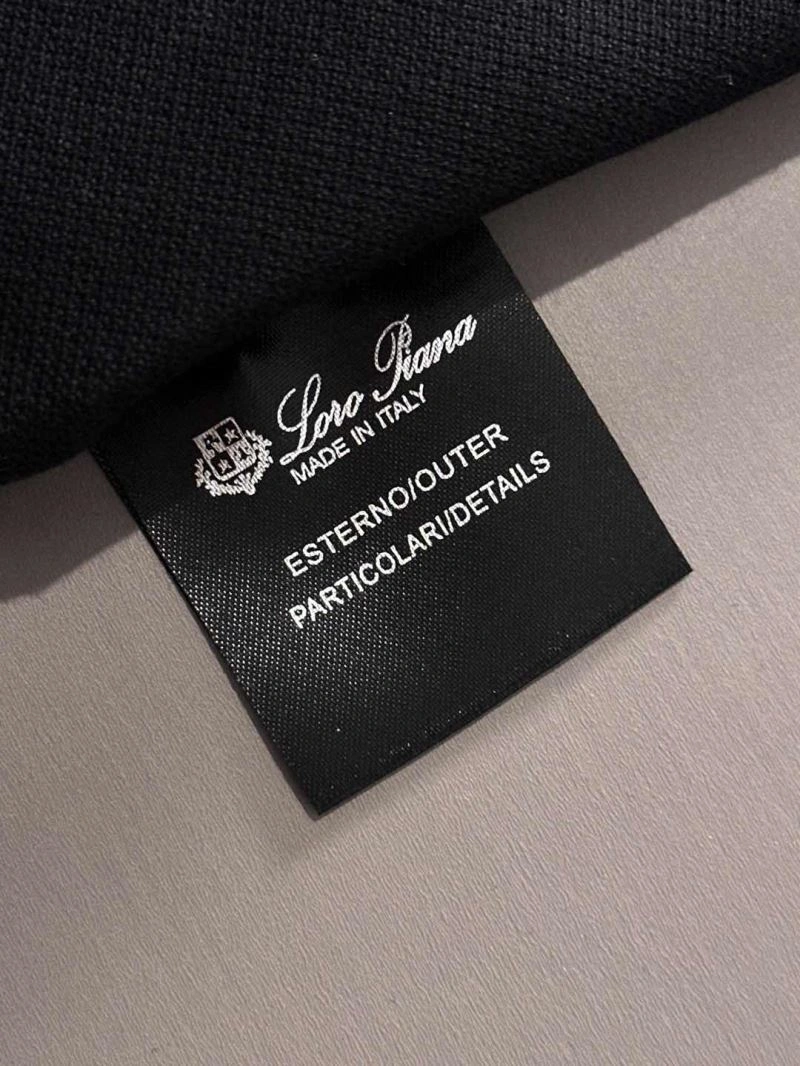 Loro Piana
MADE IN ITALY
ESTERNO/OUTER
PARTICOLARI/DETAILS